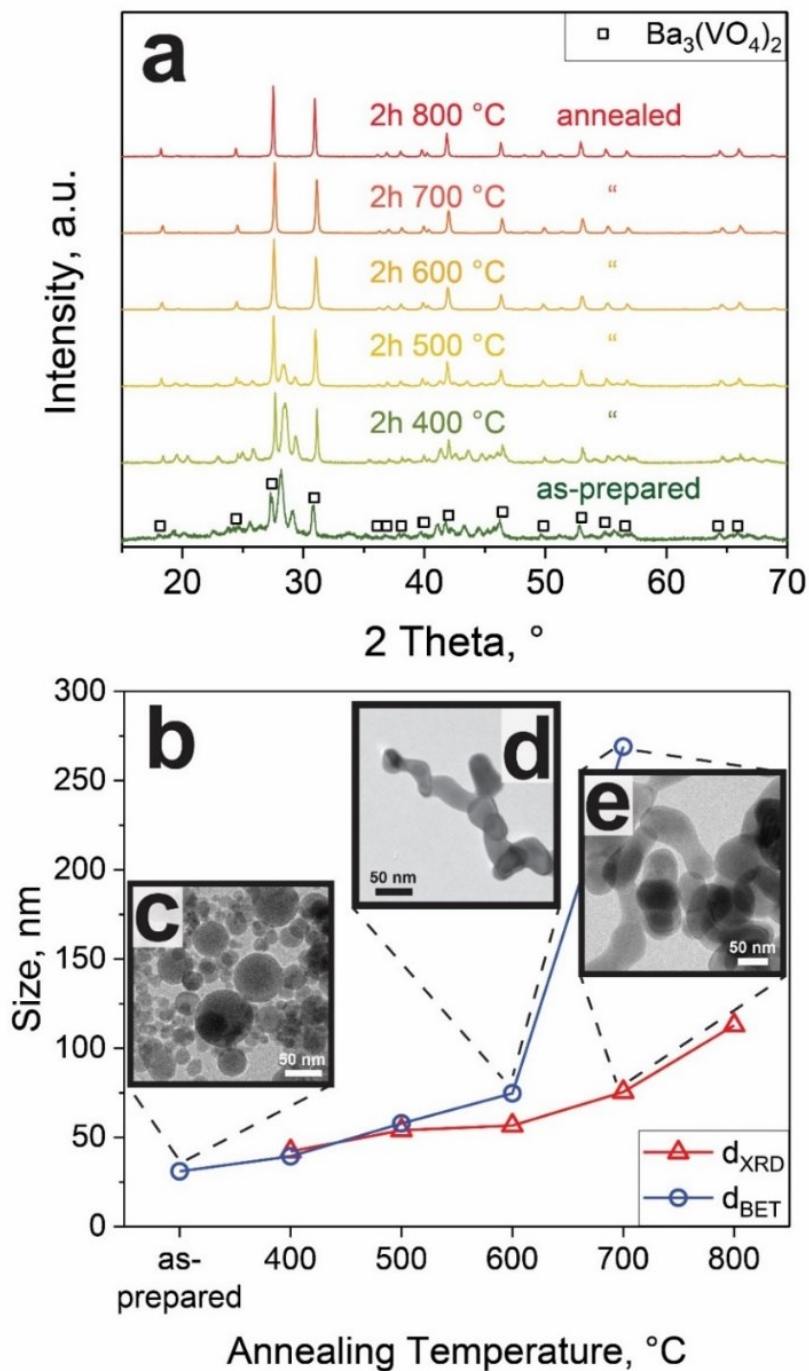 a
□ Ba₃(VO₄)₂
2h 800 °C annealed
2h 700 °C “
2h 600 °C “
2h 500 °C “
2h 400 °C “
as-prepared
Intensity, a.u.
20 30 40 50 60 70
2 Theta, °
b
300
250
200
150
100
50
0
Size, nm
c
50 nm
d
50 nm
e
50 nm
d_XRD
d_BET
as-prepared 400 500 600 700 800
Annealing Temperature, °C